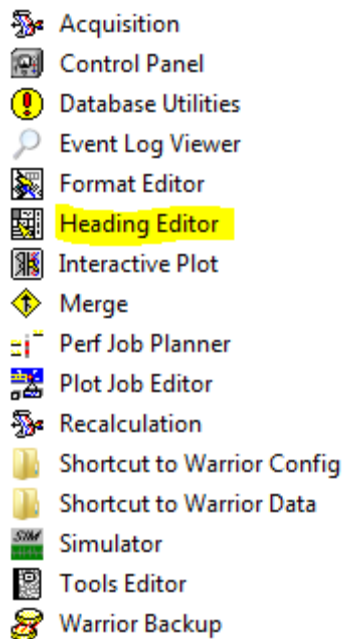 Acquisition
Control Panel
Database Utilities
Event Log Viewer
Format Editor
Heading Editor
Interactive Plot
Merge
Perf Job Planner
Plot Job Editor
Recalculation
Shortcut to Warrior Config
Shortcut to Warrior Data
SIM Simulator
Tools Editor
Warrior Backup